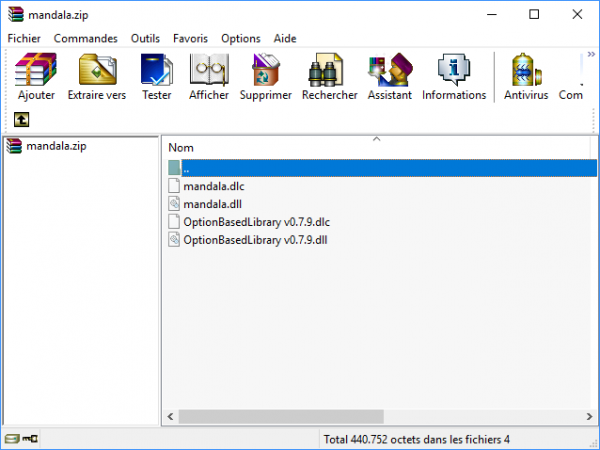 mandala.zip
Fichier Commandes Outils Favoris Options Aide
Ajouter Extraire vers Tester Afficher Supprimer Rechercher Assistant Informations Antivirus Com
mandala.zip
Nom
..
mandala.dlc
mandala.dll
OptionBasedLibrary v0.7.9.dlc
OptionBasedLibrary v0.7.9.dll
Total 440.752 octets dans les fichiers 4